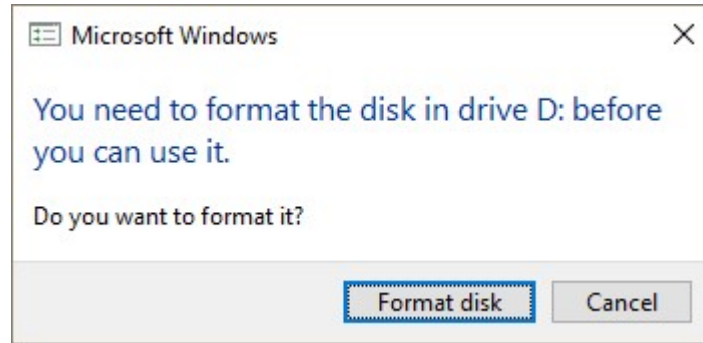 Microsoft Windows
You need to format the disk in drive D: before
you can use it.
Do you want to format it?
Format disk
Cancel